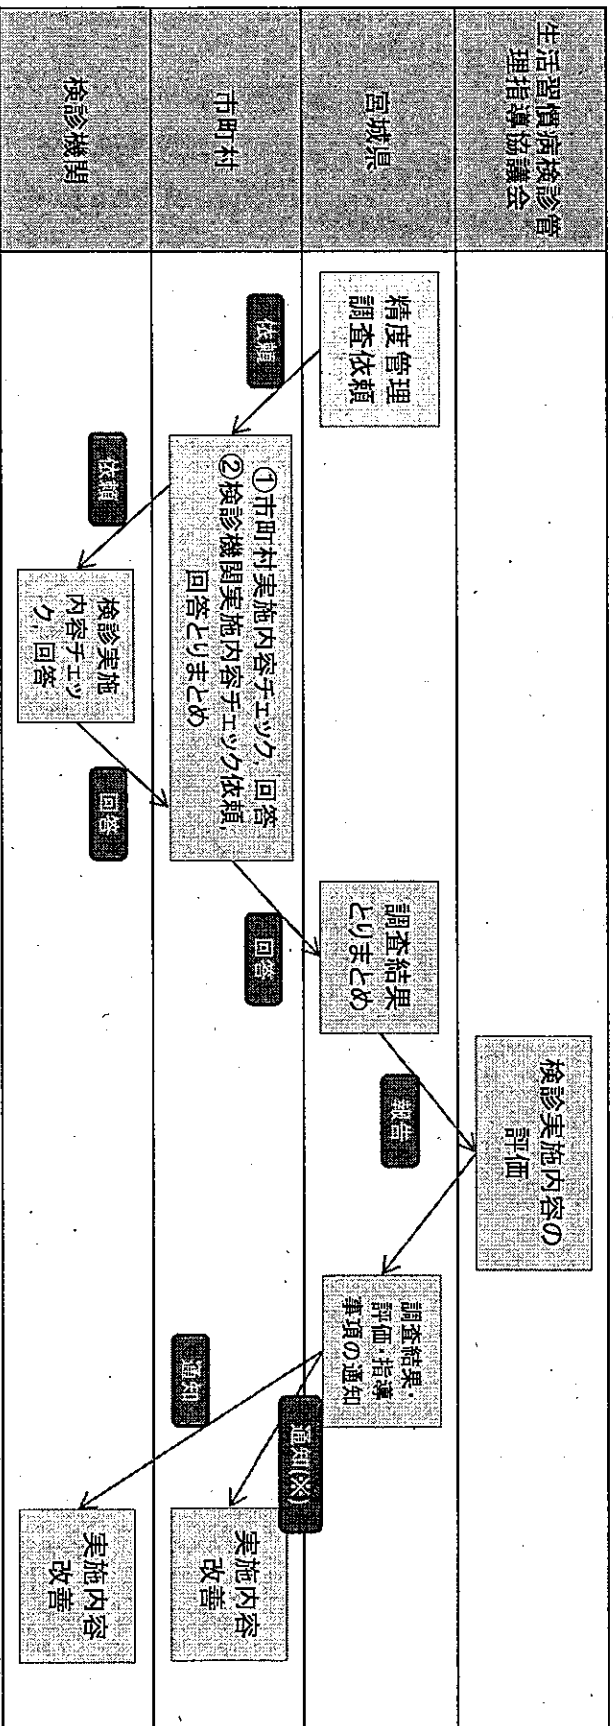 生活習慣病検診管
理指導協議会
宮城県
市町村
検診機関
精度管理
調査依頼
依頼
①市町村実施内容チェック, 回答
②検診機関実施内容チェック依頼,
回答とりまとめ
依頼
検診実施
内容チェッ
ク, 回答
回答
回答
調査結果
とりまとめ
報告
検診実施内容の
評価
調査結果・
評価・指導
事項の通知
通知
通知(※)
実施内容
改善
実施内容
改善